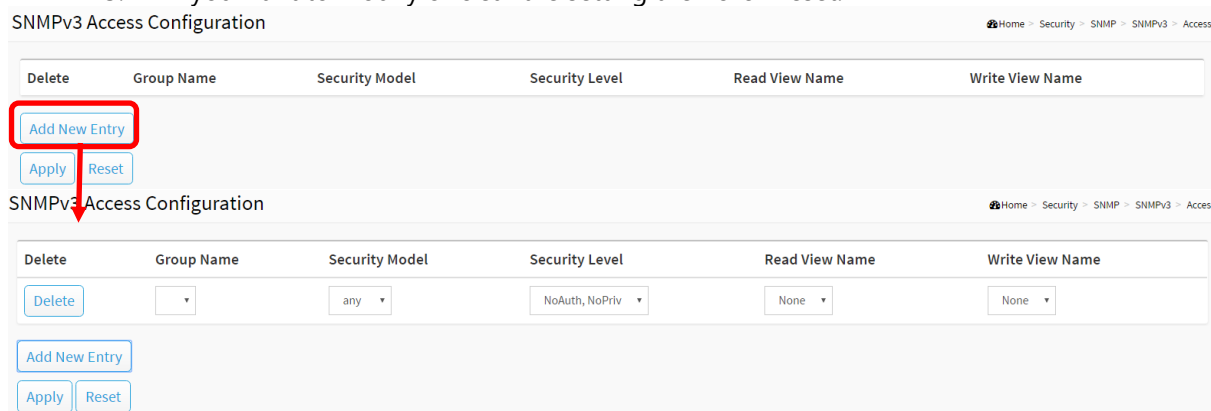 SNMPv3 Access Configuration
Home > Security > SNMP > SNMPv3 > Access
Delete Group Name Security Model Security Level Read View Name Write View Name
Add New Entry
Apply Reset
SNMPv3 Access Configuration
Home > Security > SNMP > SNMPv3 > Acces
Delete Group Name Security Model Security Level Read View Name Write View Name
Delete any NoAuth, NoPriv None None
Add New Entry
Apply Reset